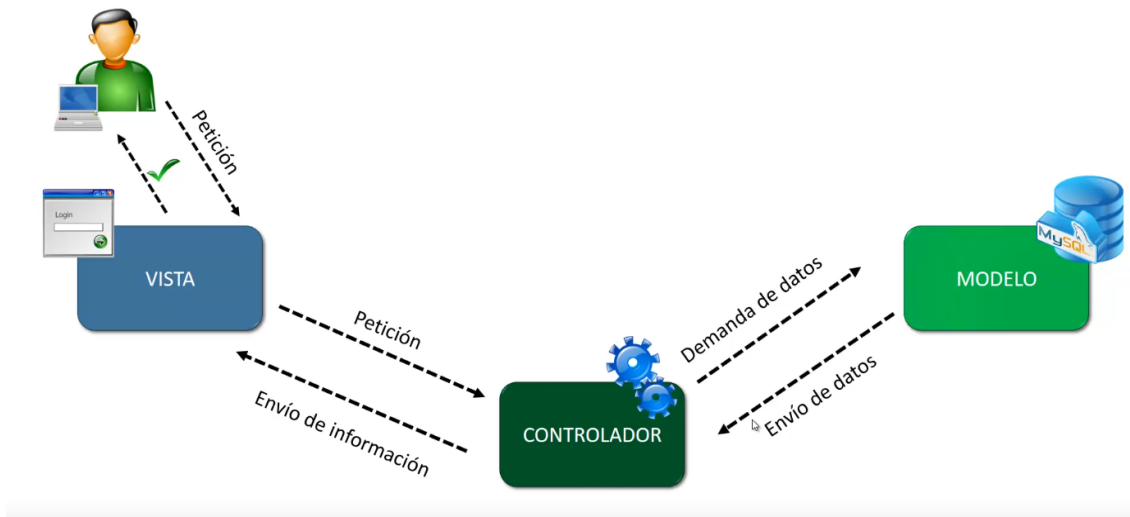 Petición
Login
VISTA
Petición
Envío de información
CONTROLADOR
Demanda de datos
Envío de datos
MODELO
MySQL